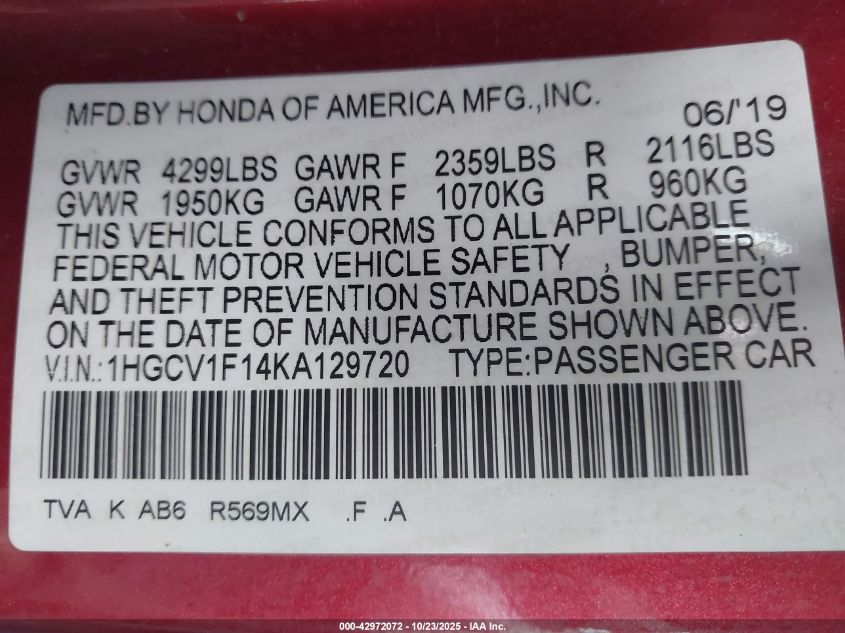 MFD.BY HONDA OF AMERICA MFG.,INC. 06/'19
GVWR 4299LBS GAWR F 2359LBS R 2116LBS
GVWR 1950KG GAWR F 1070KG R 960KG
THIS VEHICLE CONFORMS TO ALL APPLICABLE
FEDERAL MOTOR VEHICLE SAFETY , BUMPER,
AND THEFT PREVENTION STANDARDS IN EFFECT
ON THE DATE OF MANUFACTURE SHOWN ABOVE.
V.I.N.:1HGCV1F14KA129720 TYPE:PASSENGER CAR
TVA K AB6 R569MX .F .A
000-42972072 - 10/23/2025 - IAA Inc.